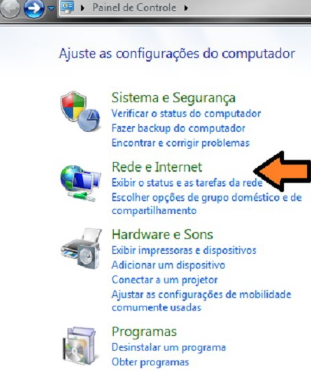 Painel de Controle
Ajuste as configurações do computador
Sistema e Segurança
Verificar o status do computador
Fazer backup do computador
Encontrar e corrigir problemas
Rede e Internet
Exibir o status e as tarefas da rede
Escolher opções de grupo doméstico e de
compartilhamento
Hardware e Sons
Exibir impressoras e dispositivos
Adicionar um dispositivo
Conectar a um projetor
Ajustar as configurações de mobilidade
comumente usadas
Programas
Desinstalar um programa
Obter programas